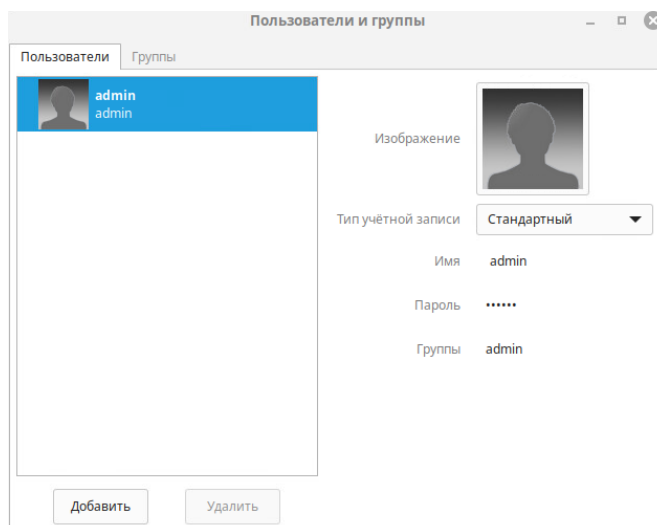 Пользователи и группы
Пользователи Группы
admin
admin
Изображение
Тип учётной записи Стандартный
Имя admin
Пароль ••••••
Группы admin
Добавить Удалить